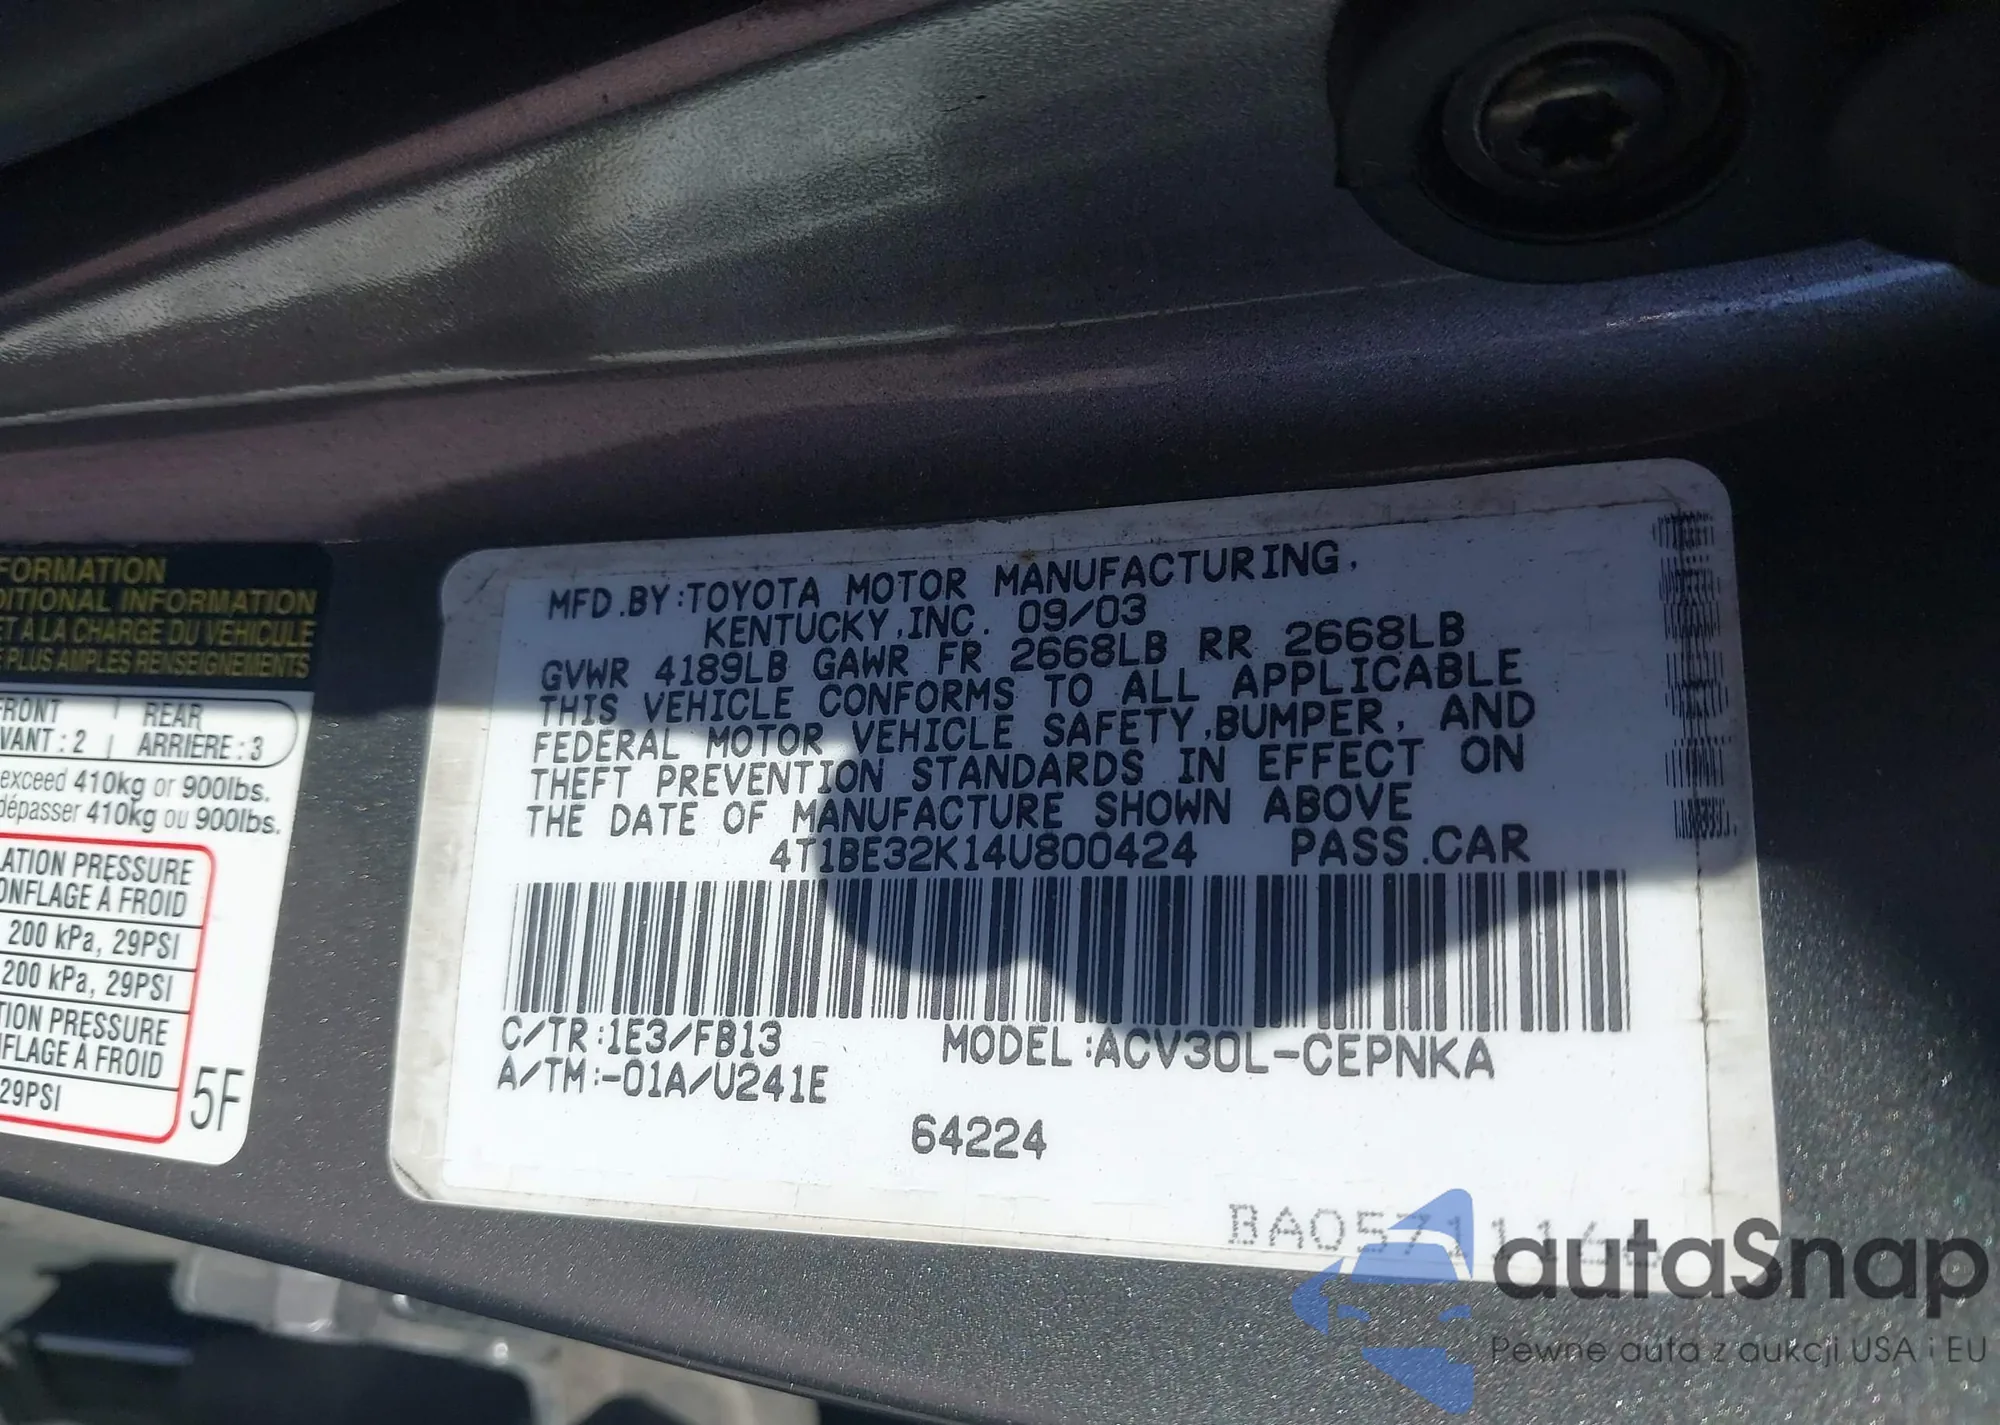 FORMATION
DITIONAL INFORMATION
ET A LA CHARGE DU VEHICULE
PLUS AMPLES RENSEIGNEMENTS
FRONT REAR
VANT : 2 ARRIERE : 3
exceed 410kg or 900lbs.
dépasser 410kg ou 900lbs.
LATION PRESSURE
ONFLAGE À FROID
200 kPa, 29PSI
200 kPa, 29PSI
TION PRESSURE
FLAGE À FROID
29PSI
5F
MFD.BY:TOYOTA MOTOR MANUFACTURING,
KENTUCKY,INC. 09/03
GVWR 4189LB GAWR FR 2668LB RR 2668LB
THIS VEHICLE CONFORMS TO ALL APPLICABLE
FEDERAL MOTOR VEHICLE SAFETY,BUMPER, AND
THEFT PREVENTION STANDARDS IN EFFECT ON
THE DATE OF MANUFACTURE SHOWN ABOVE
4T1BE32K14U800424 PASS.CAR
C/TR:1E3/FB13 MODEL:ACV30L-CEPNKA
A/TM:-01A/U241E
64224
autaSnap
Pewne auta z aukcji USA i EU